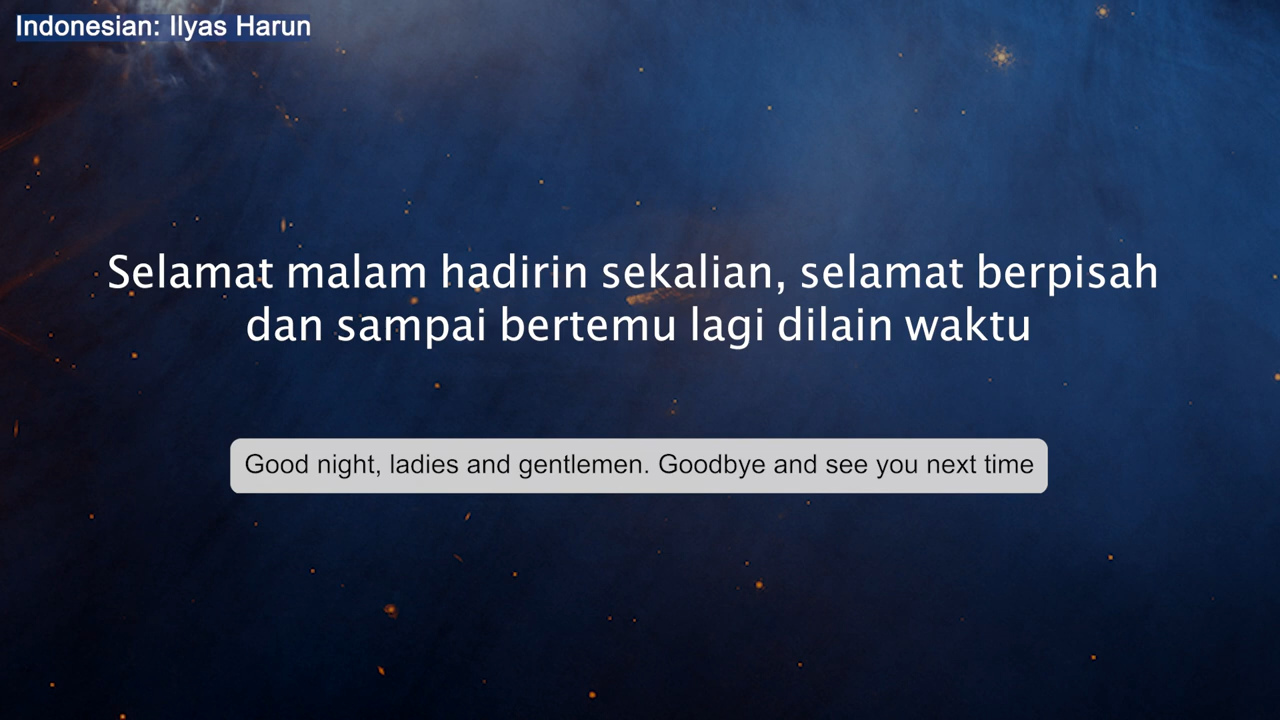 Indonesian: Ilyas Harun
Selamat malam hadirin sekalian, selamat berpisah
dan sampai bertemu lagi dilain waktu
Good night, ladies and gentlemen. Goodbye and see you next time